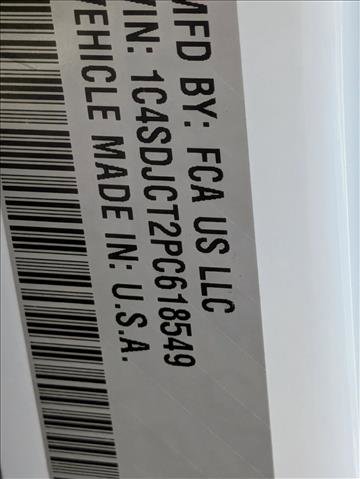 MFD BY: FCA US LLC
VIN: 1C4SDJCT2PC618549
VEHICLE MADE IN: U.S.A.